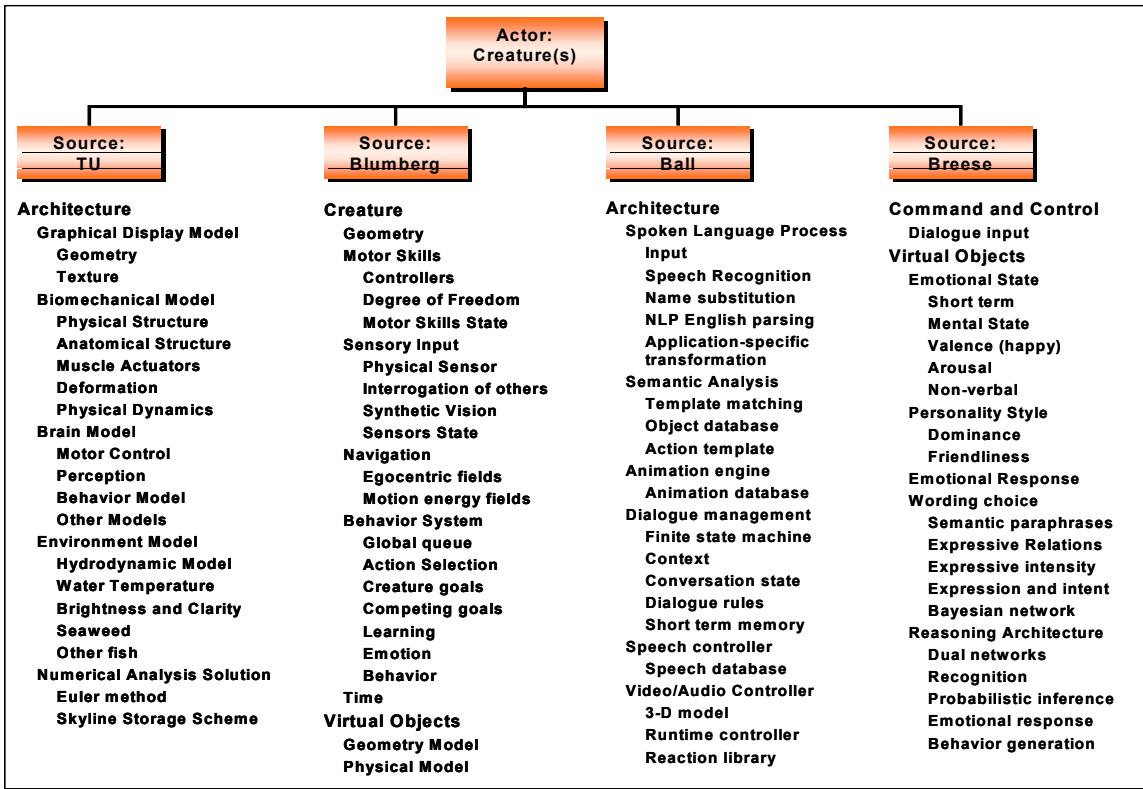 Actor:
Creature(s)
Source:
TU
Architecture
Graphical Display Model
Geometry
Texture
Biomechanical Model
Physical Structure
Anatomical Structure
Muscle Actuators
Deformation
Physical Dynamics
Brain Model
Motor Control
Perception
Behavior Model
Other Models
Environment Model
Hydrodynamic Model
Water Temperature
Brightness and Clarity
Seaweed
Other fish
Numerical Analysis Solution
Euler method
Skyline Storage Scheme
Source:
Blumberg
Creature
Geometry
Motor Skills
Controllers
Degree of Freedom
Motor Skills State
Sensory Input
Physical Sensor
Interrogation of others
Synthetic Vision
Sensors State
Navigation
Egocentric fields
Motion energy fields
Behavior System
Global queue
Action Selection
Creature goals
Competing goals
Learning
Emotion
Behavior
Time
Virtual Objects
Geometry Model
Physical Model
Source:
Ball
Architecture
Spoken Language Process
Input
Speech Recognition
Name substitution
NLP English parsing
Application-specific
transformation
Semantic Analysis
Template matching
Object database
Action template
Animation engine
Animation database
Dialogue management
Finite state machine
Context
Conversation state
Dialogue rules
Short term memory
Speech controller
Speech database
Video/Audio Controller
3-D model
Runtime controller
Reaction library
Source:
Breese
Command and Control
Dialogue input
Virtual Objects
Emotional State
Short term
Mental State
Valence (happy)
Arousal
Non-verbal
Personality Style
Dominance
Friendliness
Emotional Response
Wording choice
Semantic paraphrases
Expressive Relations
Expressive intensity
Expression and intent
Bayesian network
Reasoning Architecture
Dual networks
Recognition
Probabilistic inference
Emotional response
Behavior generation